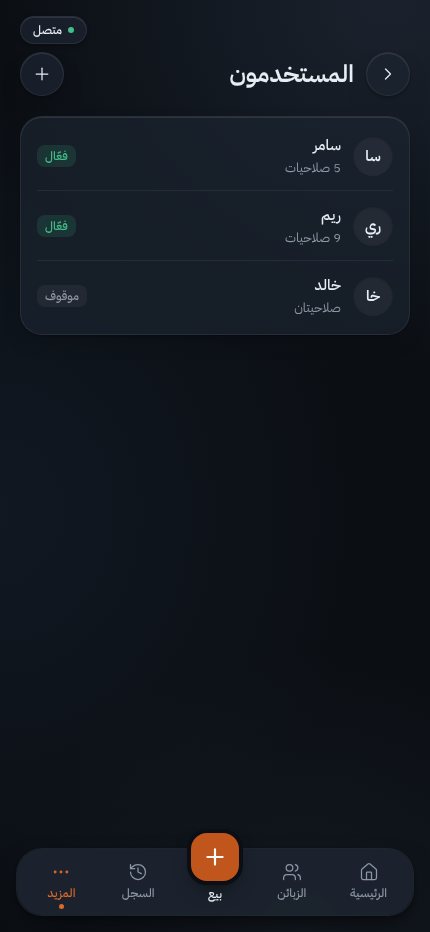 متصل
المستخدمون
سا
سامر
5 صلاحيات
فعّال
ري
ريم
9 صلاحيات
فعّال
خا
خالد
صلاحيتان
موقوف
الرئيسية
الزبائن
بيع
السجل
المزيد